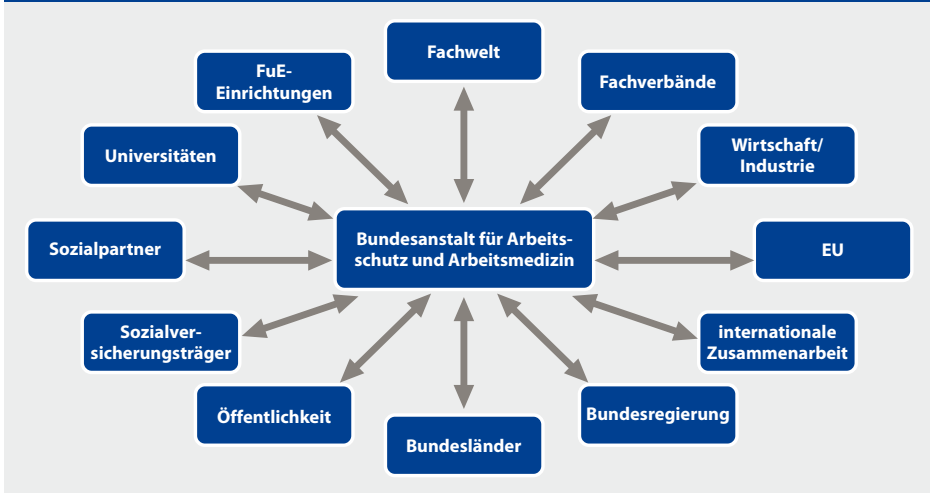 Fachwelt
FuE-
Einrichtungen
Fachverbände
Universitäten
Wirtschaft/
Industrie
Sozialpartner
Bundesanstalt für Arbeits-
schutz und Arbeitsmedizin
EU
Sozialver-
sicherungsträger
internationale
Zusammenarbeit
Öffentlichkeit
Bundesregierung
Bundesländer